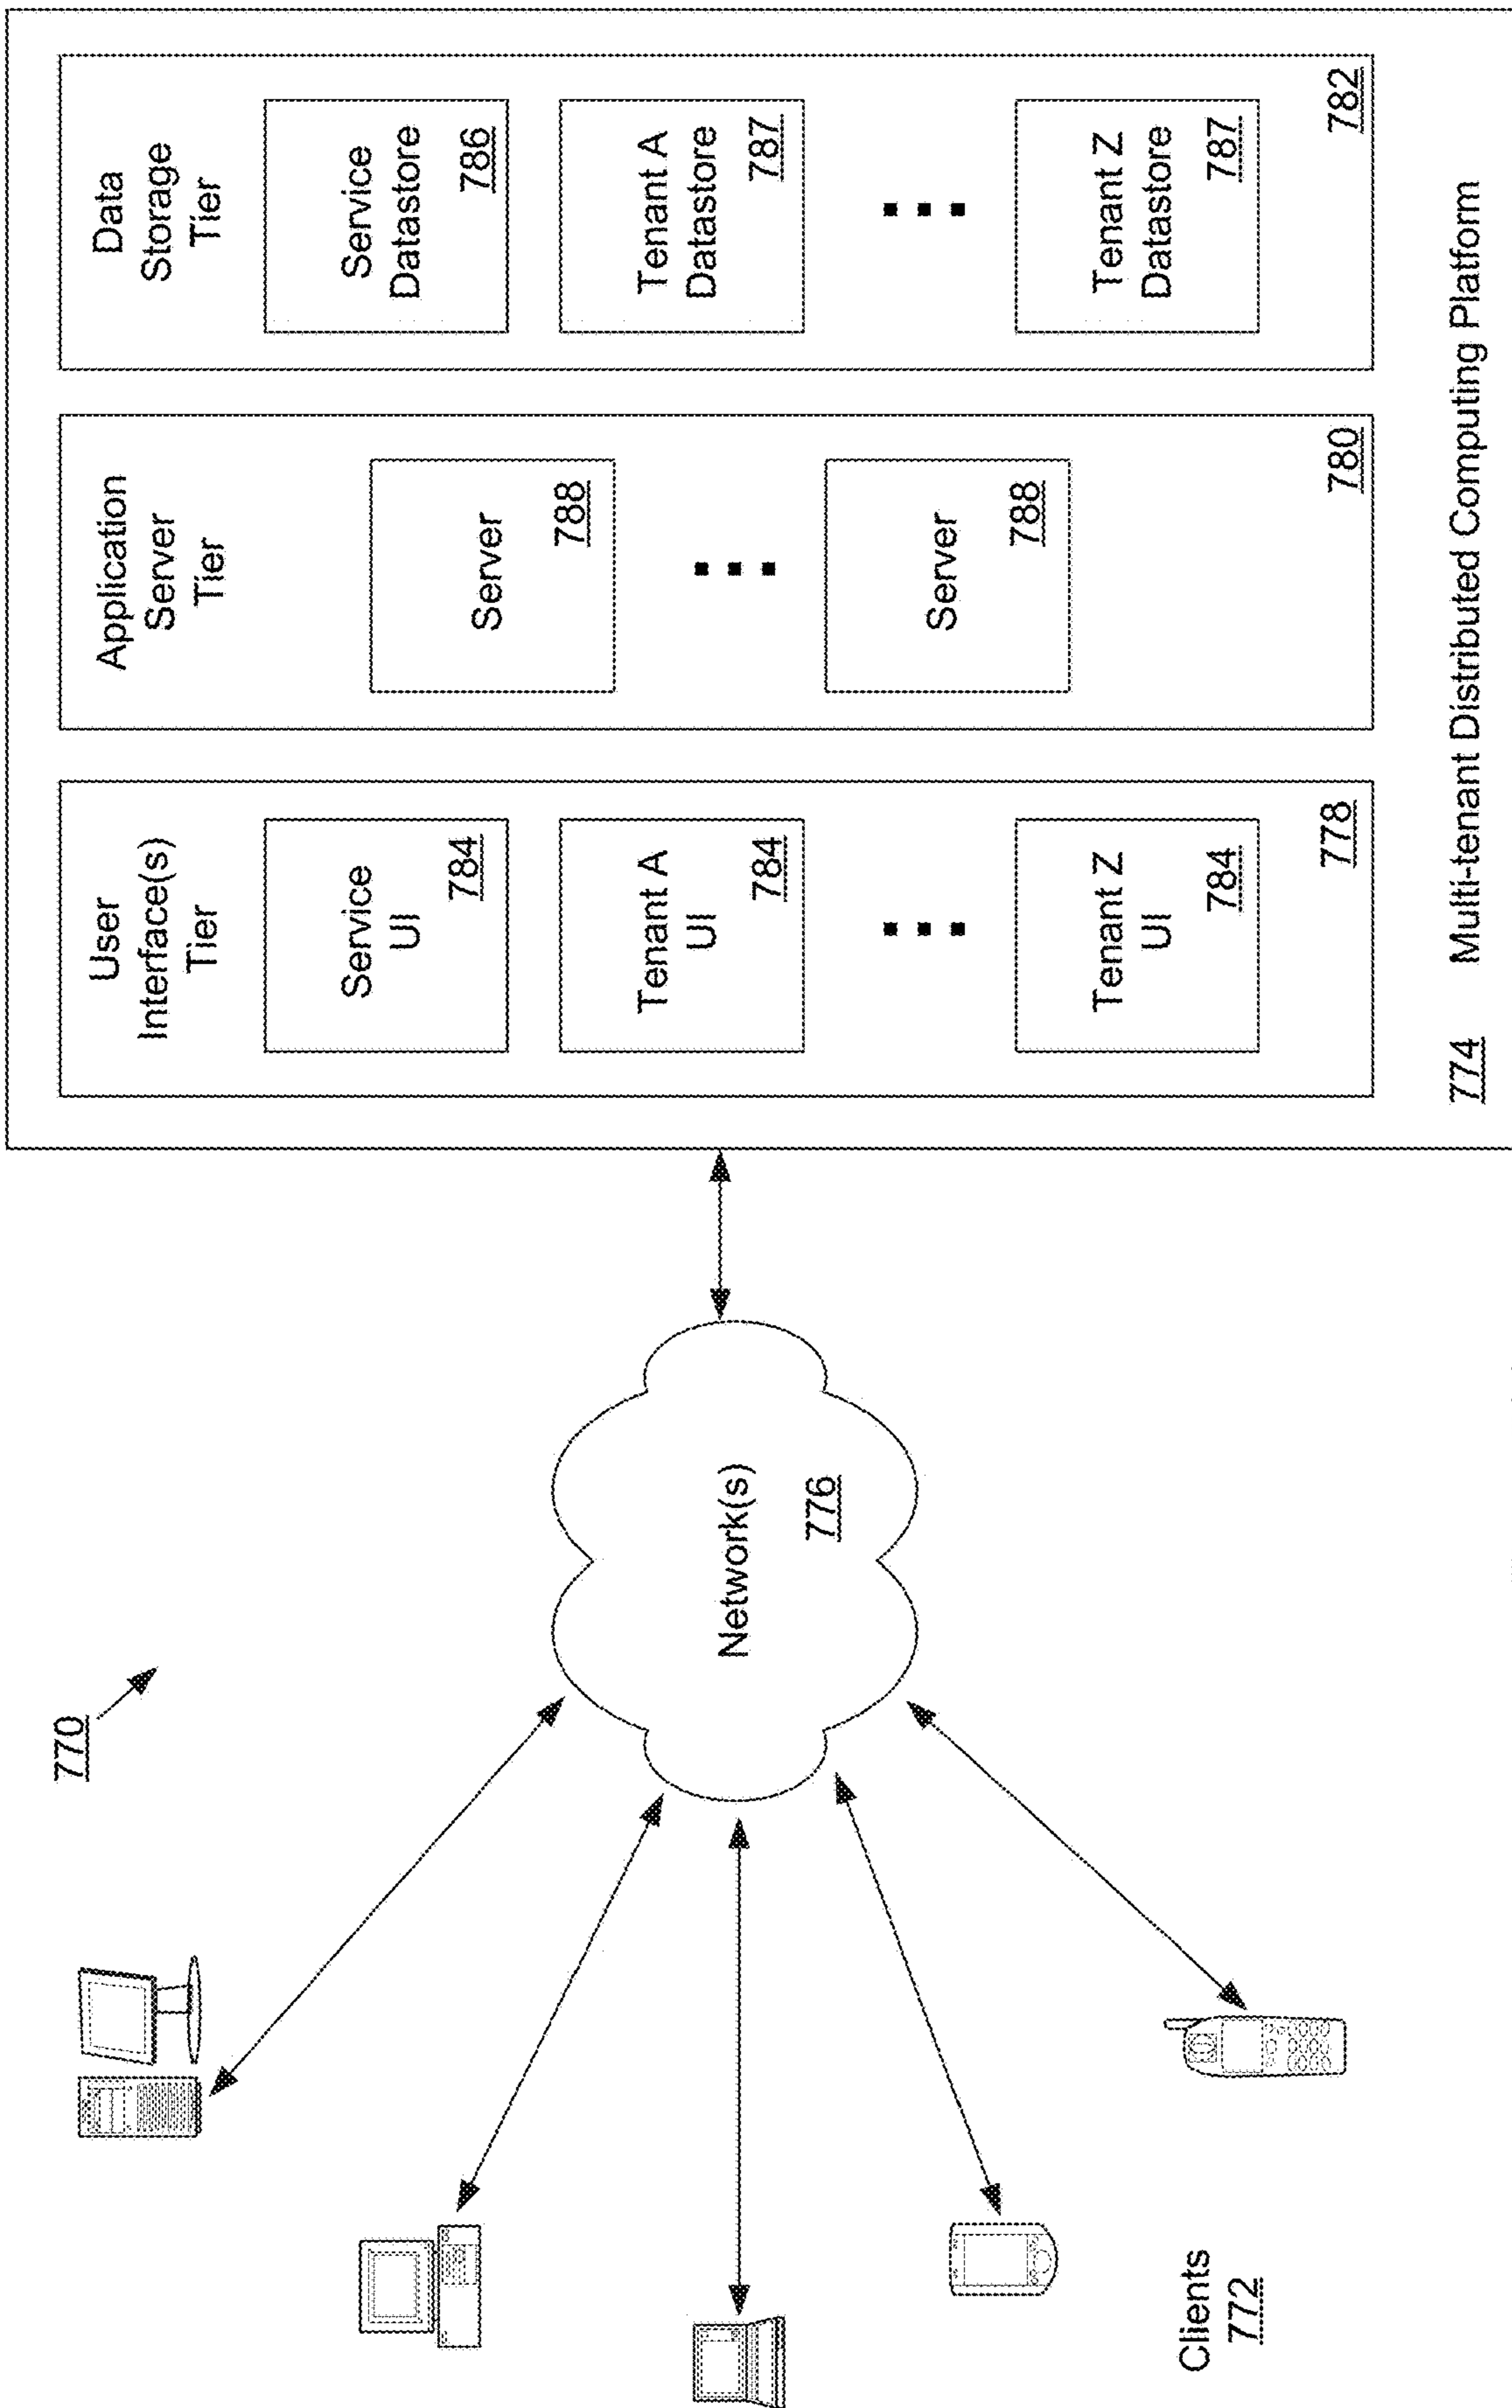 770
Clients
772
Network(s)
776
User
Interface(s)
Tier
Service
UI
784
Tenant A
UI
784
Tenant Z
UI
784
778
Application
Server
Tier
Server
788
Server
788
780
Data
Storage
Tier
Service
Datastore
786
Tenant A
Datastore
787
Tenant Z
Datastore
787
782
774 Multi-tenant Distributed Computing Platform